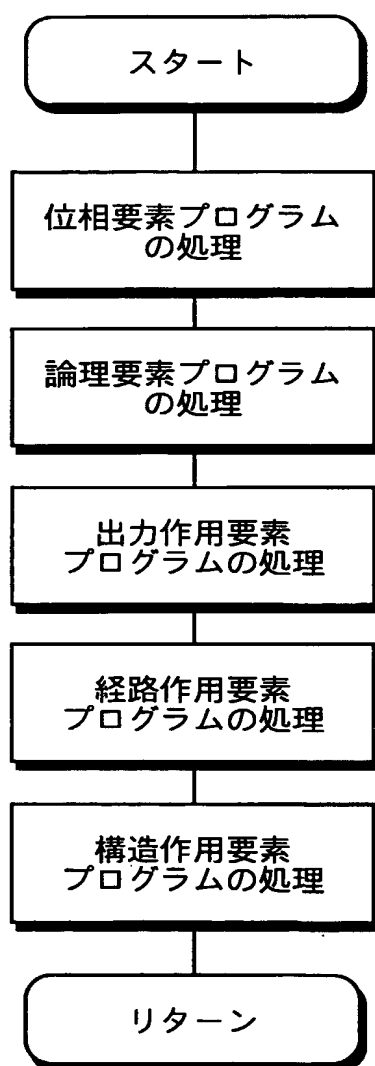 スタート
位相要素プログラム
の処理
論理要素プログラム
の処理
出力作用要素
プログラムの処理
経路作用要素
プログラムの処理
構造作用要素
プログラムの処理
リターン